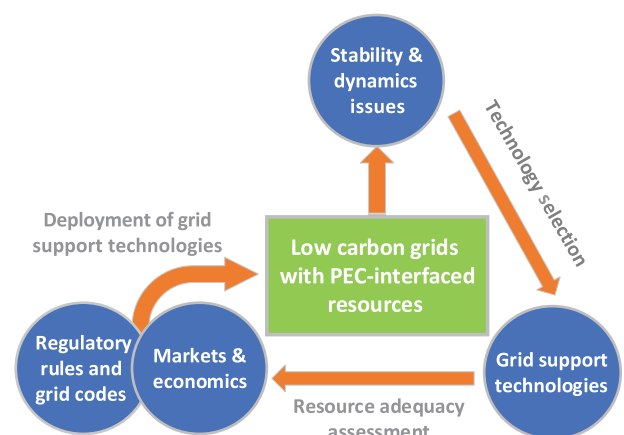 Stability &
dynamics
issues
Technology selection
Deployment of grid
support technologies
Low carbon grids
with PEC-interfaced
resources
Regulatory
rules and
grid codes
Markets &
economics
Grid support
technologies
Resource adequacy
assessment